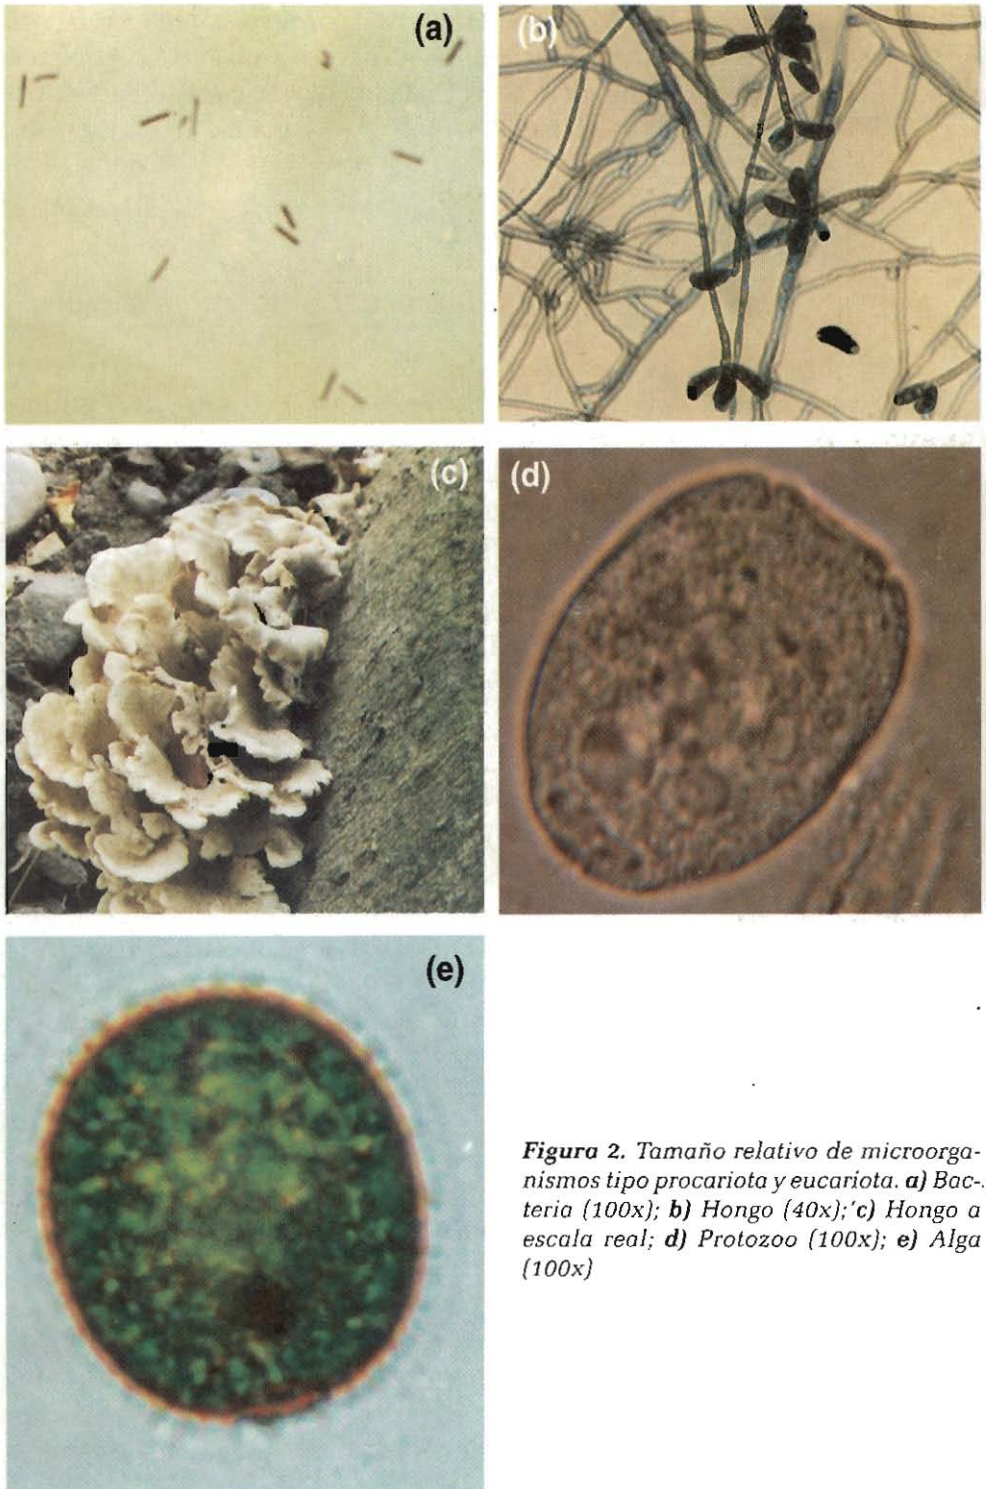 (a)
(b)
(c)
(d)
(e)
Figura 2. Tamaño relativo de microorga-
nismos tipo procariota y eucariota. a) Bac-
teria (100x); b) Hongo (40x); c) Hongo a
escala real; d) Protozoo (100x); e) Alga
(100x)